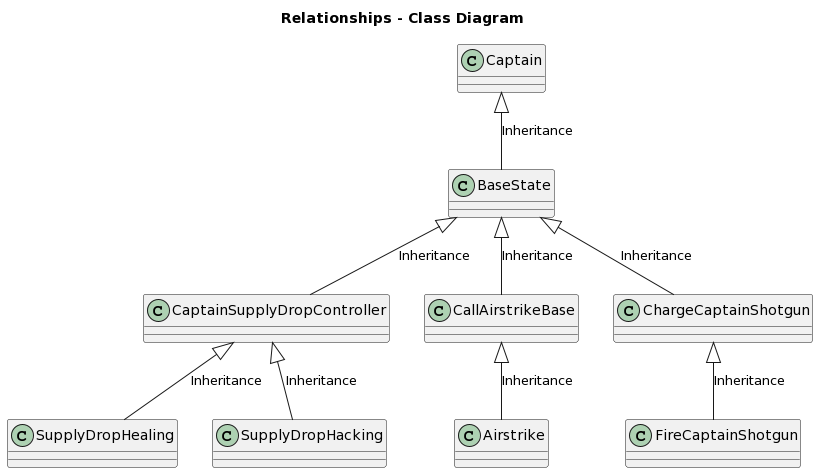 Relationships - Class Diagram
C Captain
Inheritance
C BaseState
Inheritance Inheritance Inheritance
C CaptainSupplyDropController C CallAirstrikeBase C ChargeCaptainShotgun
Inheritance Inheritance Inheritance Inheritance
C SupplyDropHealing C SupplyDropHacking C Airstrike C FireCaptainShotgun